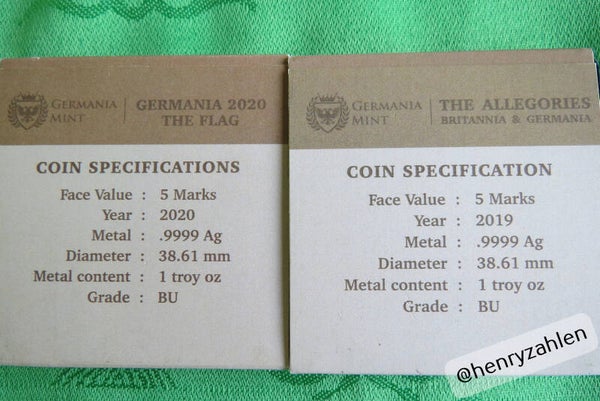 GERMANIA
MINT
GERMANIA 2020
THE FLAG
COIN SPECIFICATIONS
Face Value : 5 Marks
Year : 2020
Metal : .9999 Ag
Diameter : 38.61 mm
Metal content : 1 troy oz
Grade : BU
GERMANIA
MINT
THE ALLEGORIES
BRITANNIA & GERMANIA
COIN SPECIFICATION
Face Value : 5 Marks
Year : 2019
Metal : .9999 Ag
Diameter : 38.61 mm
Metal content : 1 troy oz
Grade : BU
@henryzahlen